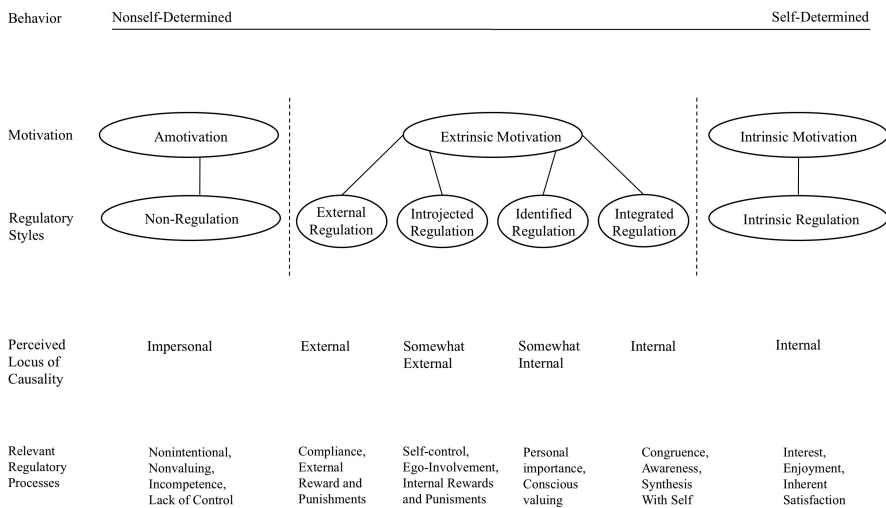 Behavior Nonself-Determined Self-Determined
Motivation Amotivation Extrinsic Motivation Intrinsic Motivation
Regulatory
Styles
Non-Regulation
External
Regulation
Introjected
Regulation
Identified
Regulation
Integrated
Regulation
Intrinsic Regulation
Perceived
Locus of
Causality
Impersonal
External
Somewhat
External
Somewhat
Internal
Internal
Internal
Relevant
Regulatory
Processes
Nonintentional,
Nonvaluing,
Incompetence,
Lack of Control
Compliance,
External
Reward and
Punishments
Self-control,
Ego-Involvement,
Internal Rewards
and Punisments
Personal
importance,
Conscious
valuing
Congruence,
Awareness,
Synthesis
With Self
Interest,
Enjoyment,
Inherent
Satisfaction